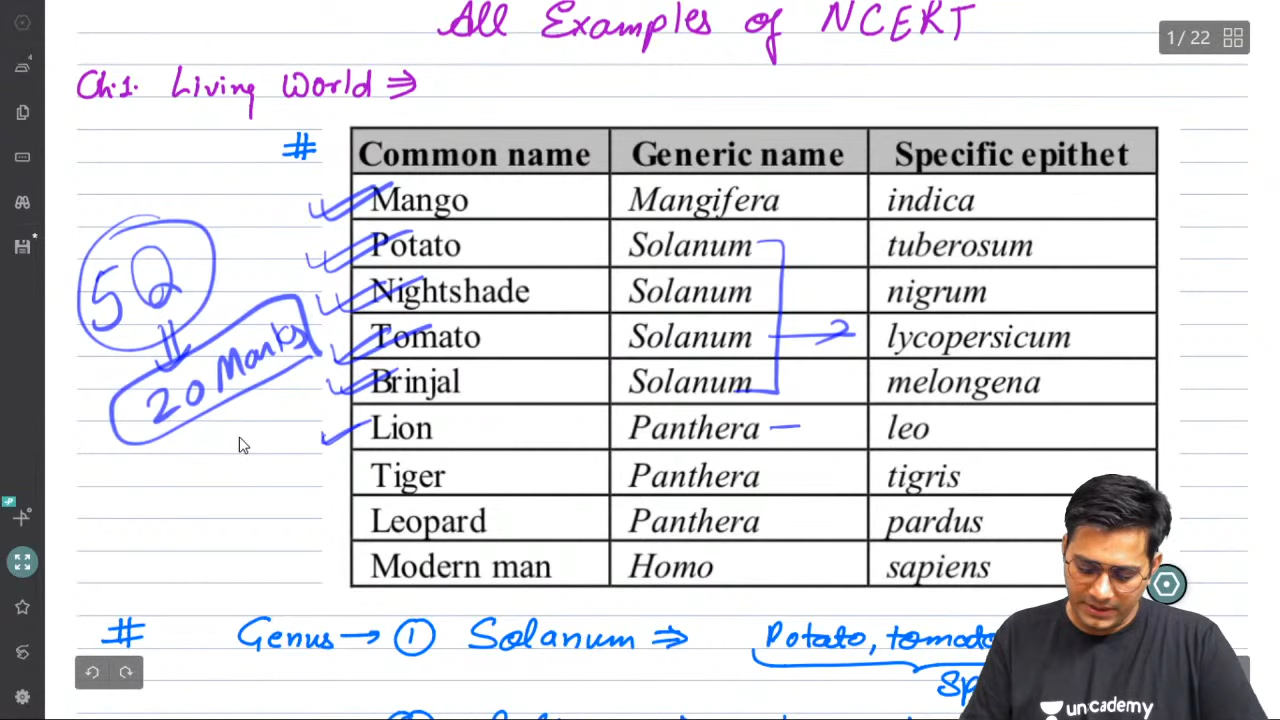 All Examples of NCERT
1 / 22
Ch.1. Living World ⇒
#
Common name Generic name Specific epithet
Mango Mangifera indica
Potato Solanum tuberosum
Nightshade Solanum nigrum
Tomato Solanum lycopersicum
Brinjal Solanum melongena
Lion Panthera leo
Tiger Panthera tigris
Leopard Panthera pardus
Modern man Homo sapiens
5Q
20 Marks
# Genus → ① Solanum ⇒ Potato, tomato
unacademy